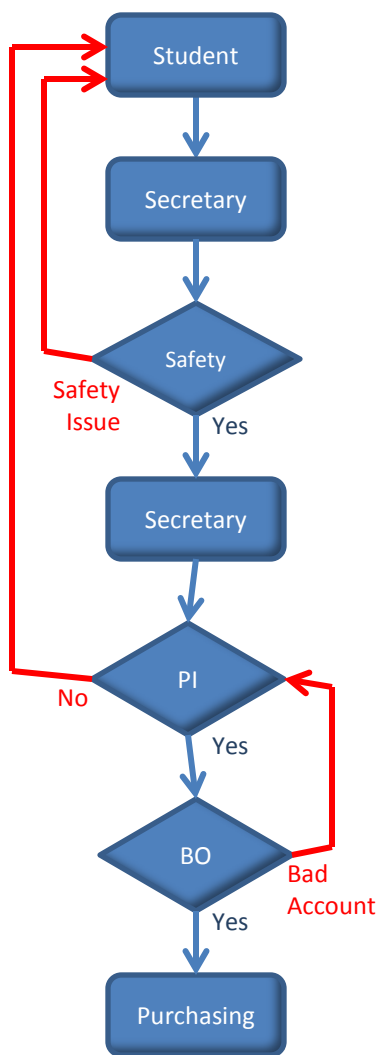 Student
Secretary
Safety
Safety
Issue
Yes
Secretary
PI
No
Yes
BO
Bad
Account
Yes
Purchasing